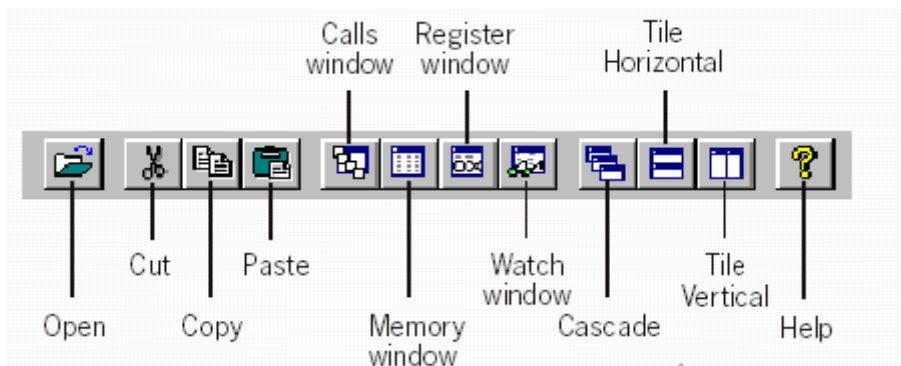 Calls
window
Register
window
Tile
Horizontal
Cut
Paste
Watch
window
Tile
Vertical
Open
Copy
Memory
window
Cascade
Help